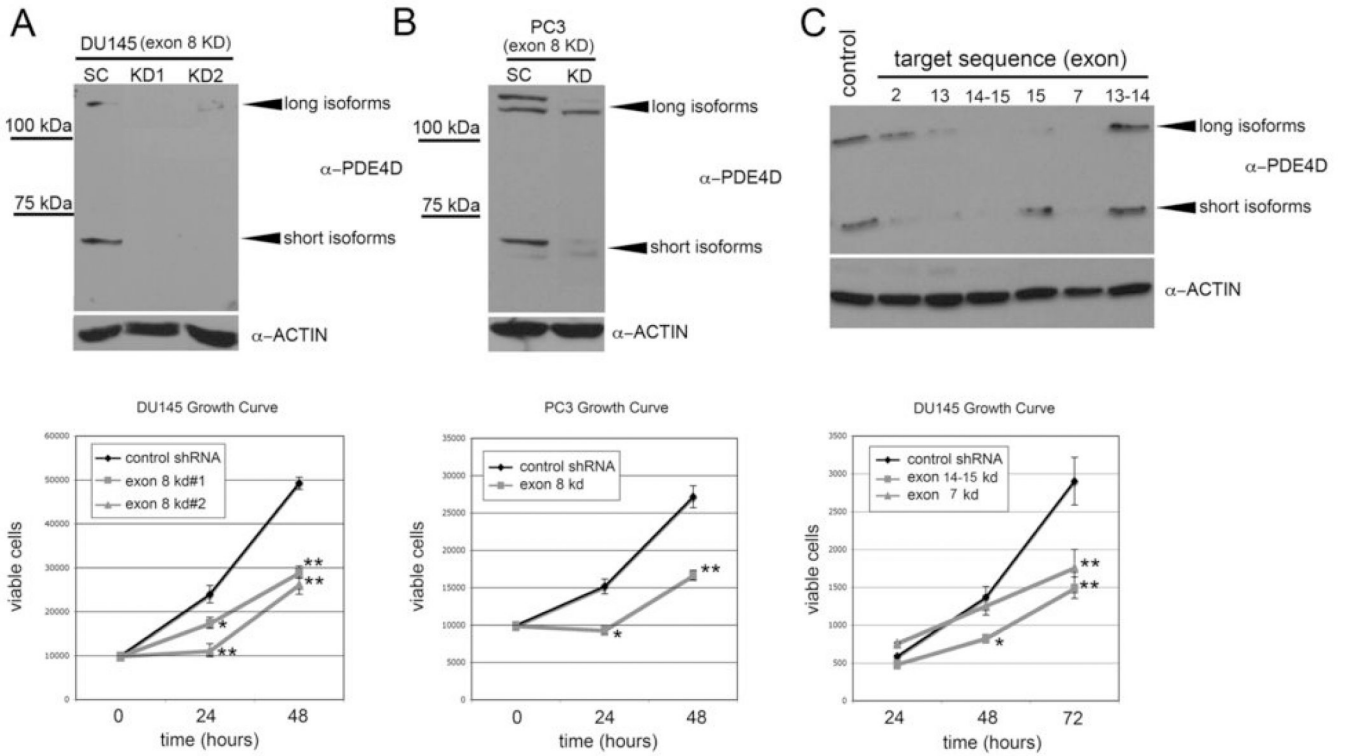 A
DU145 (exon 8 KD)
SC KD1 KD2
long isoforms
100 kDa
α–PDE4D
75 kDa
short isoforms
α–ACTIN
B
PC3
(exon 8 KD)
SC KD
long isoforms
100 kDa
α–PDE4D
75 kDa
short isoforms
α–ACTIN
C
control
target sequence (exon)
2 13 14-15 15 7 13-14
long isoforms
α–PDE4D
short isoforms
α–ACTIN
DU145 Growth Curve
60000
50000
40000
30000
20000
10000
0
viable cells
control shRNA
exon 8 kd#1
exon 8 kd#2
**
**
*
**
0 24 48
time (hours)
PC3 Growth Curve
35000
30000
25000
20000
15000
10000
5000
0
viable cells
control shRNA
exon 8 kd
**
*
0 24 48
time (hours)
DU145 Growth Curve
3500
3000
2500
2000
1500
1000
500
0
viable cells
control shRNA
exon 14-15 kd
exon 7 kd
**
**
*
24 48 72
time (hours)